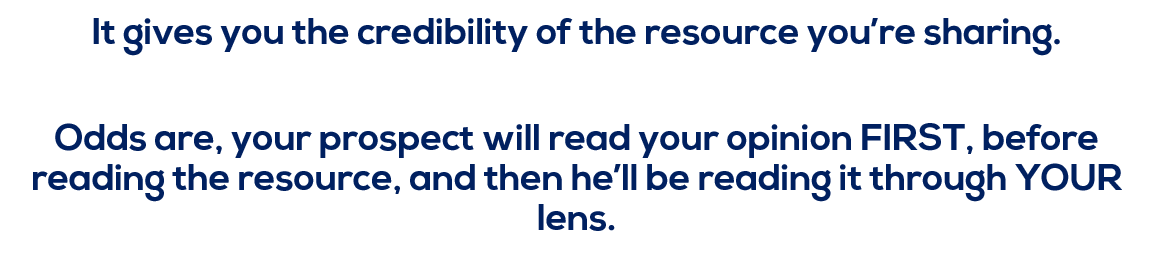 It gives you the credibility of the resource you're sharing.
Odds are, your prospect will read your opinion FIRST, before
reading the resource, and then he'll be reading it through YOUR
lens.